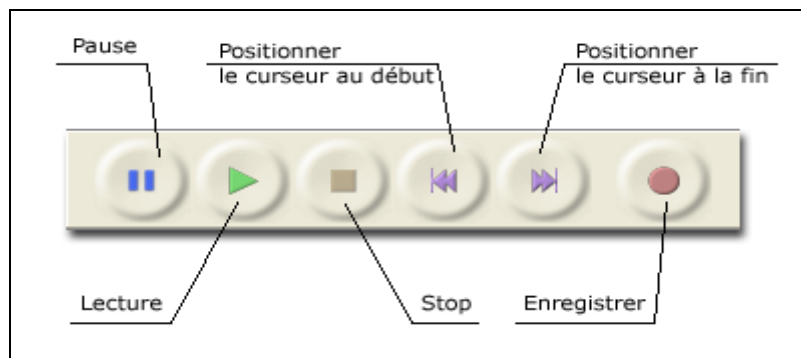 Pause
Positionner
le curseur au début
Positionner
le curseur à la fin
Lecture
Stop
Enregistrer